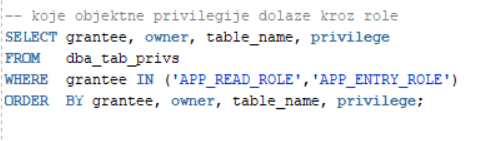 -- koje objektne privilegije dolaze kroz role
SELECT grantee, owner, table_name, privilege
FROM   dba_tab_privs
WHERE  grantee IN ('APP_READ_ROLE','APP_ENTRY_ROLE')
ORDER  BY grantee, owner, table_name, privilege;